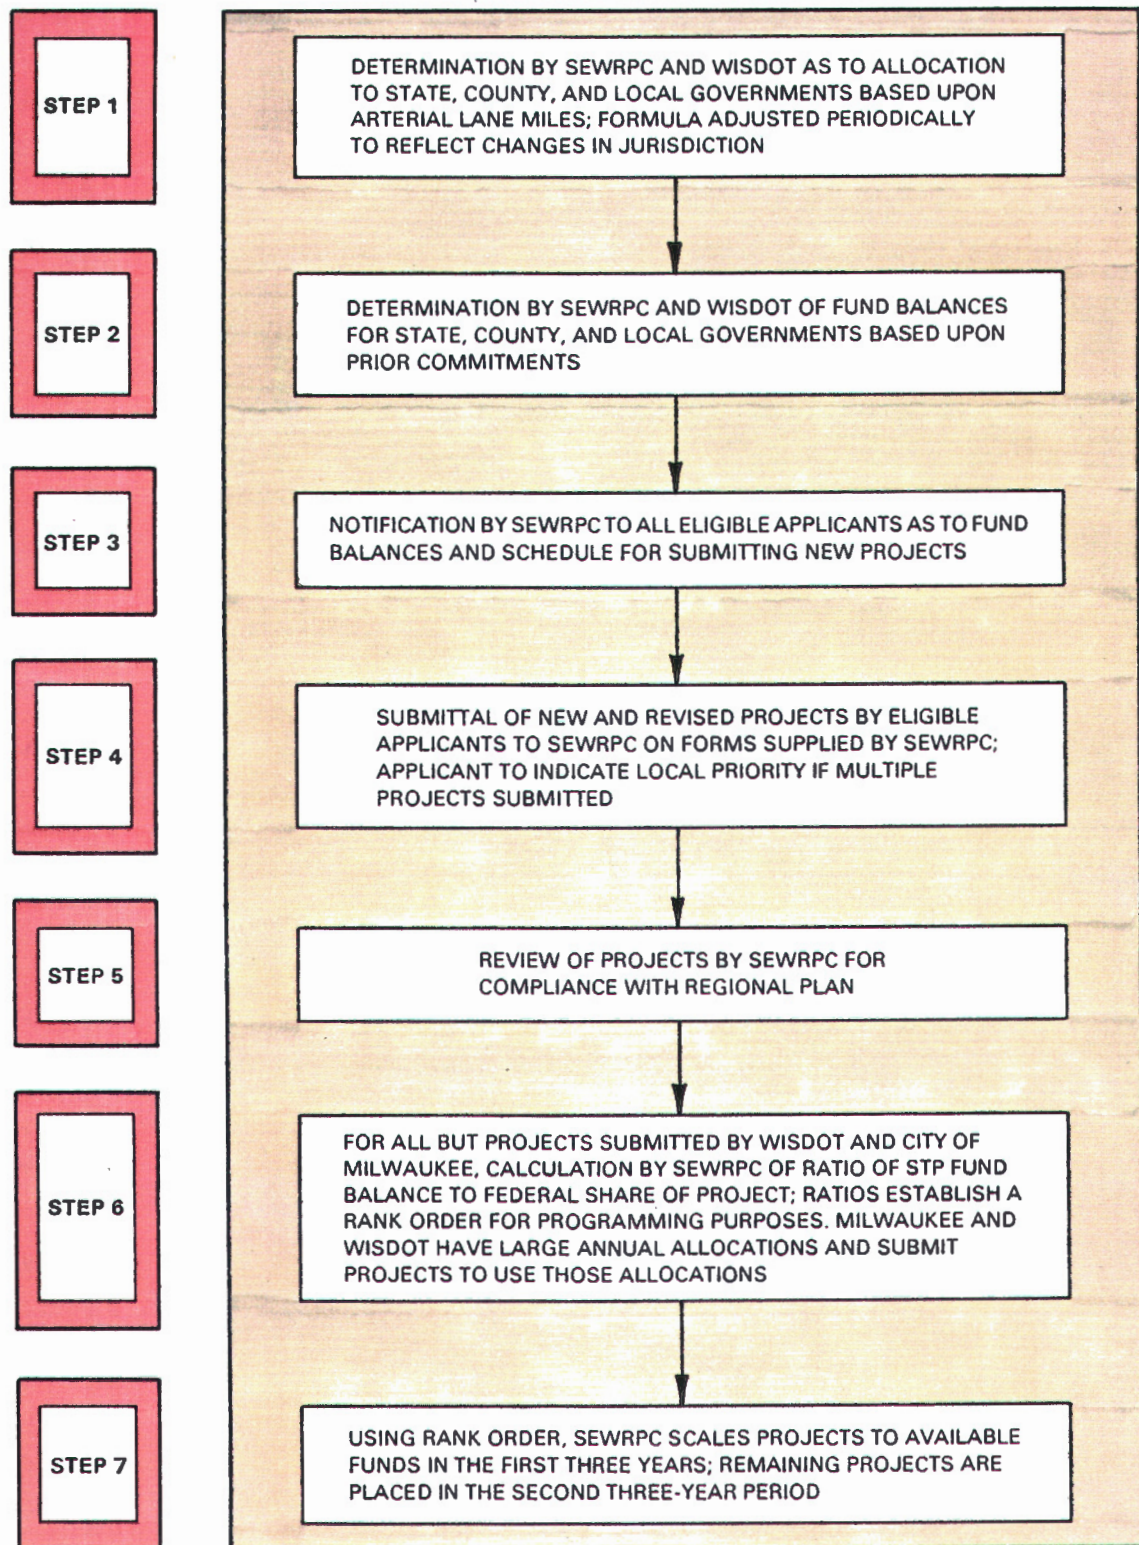 STEP 1
DETERMINATION BY SEWRPC AND WISDOT AS TO ALLOCATION
TO STATE, COUNTY, AND LOCAL GOVERNMENTS BASED UPON
ARTERIAL LANE MILES; FORMULA ADJUSTED PERIODICALLY
TO REFLECT CHANGES IN JURISDICTION
STEP 2
DETERMINATION BY SEWRPC AND WISDOT OF FUND BALANCES
FOR STATE, COUNTY, AND LOCAL GOVERNMENTS BASED UPON
PRIOR COMMITMENTS
STEP 3
NOTIFICATION BY SEWRPC TO ALL ELIGIBLE APPLICANTS AS TO FUND
BALANCES AND SCHEDULE FOR SUBMITTING NEW PROJECTS
STEP 4
SUBMITTAL OF NEW AND REVISED PROJECTS BY ELIGIBLE
APPLICANTS TO SEWRPC ON FORMS SUPPLIED BY SEWRPC;
APPLICANT TO INDICATE LOCAL PRIORITY IF MULTIPLE
PROJECTS SUBMITTED
STEP 5
REVIEW OF PROJECTS BY SEWRPC FOR
COMPLIANCE WITH REGIONAL PLAN
STEP 6
FOR ALL BUT PROJECTS SUBMITTED BY WISDOT AND CITY OF
MILWAUKEE, CALCULATION BY SEWRPC OF RATIO OF STP FUND
BALANCE TO FEDERAL SHARE OF PROJECT; RATIOS ESTABLISH A
RANK ORDER FOR PROGRAMMING PURPOSES. MILWAUKEE AND
WISDOT HAVE LARGE ANNUAL ALLOCATIONS AND SUBMIT
PROJECTS TO USE THOSE ALLOCATIONS
STEP 7
USING RANK ORDER, SEWRPC SCALES PROJECTS TO AVAILABLE
FUNDS IN THE FIRST THREE YEARS; REMAINING PROJECTS ARE
PLACED IN THE SECOND THREE-YEAR PERIOD